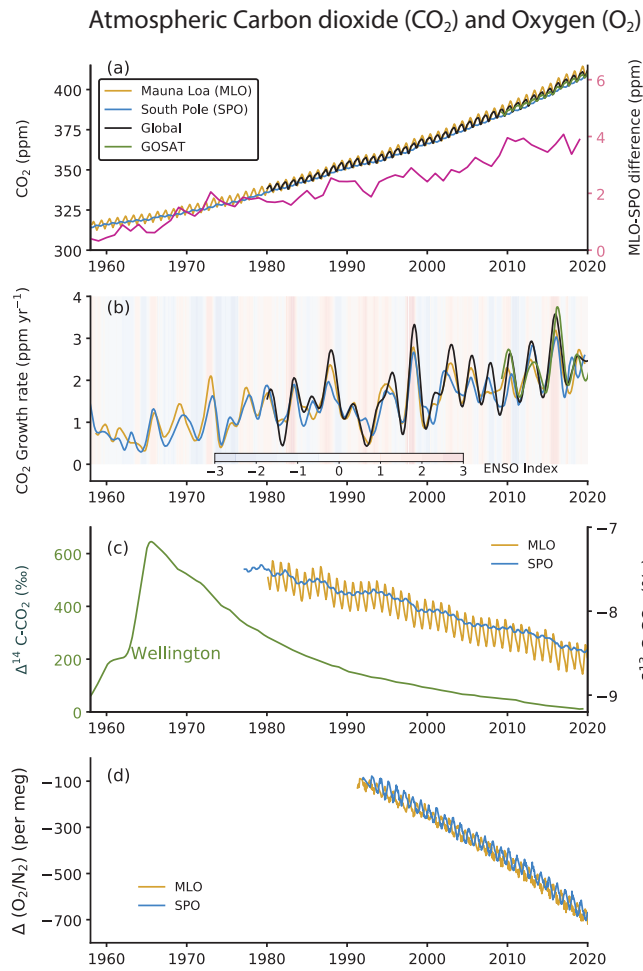 Atmospheric Carbon dioxide (CO₂) and Oxygen (O₂)
(a)
Mauna Loa (MLO)
South Pole (SPO)
Global
GOSAT
CO₂ (ppm)
400
375
350
325
300
MLO-SPO difference (ppm)
6
4
2
0
1960 1970 1980 1990 2000 2010 2020
(b)
CO₂ Growth rate (ppm yr⁻¹)
4
3
2
1
0
−3 −2 −1 0 1 2 3 ENSO Index
1960 1970 1980 1990 2000 2010 2020
(c)
MLO
SPO
Wellington
Δ¹⁴ c-CO₂ (‰)
600
400
200
0
−7
−8
−9
1960 1970 1980 1990 2000 2010 2020
(d)
MLO
SPO
Δ (O₂/N₂) (per meg)
−100
−300
−500
−700
1960 1970 1980 1990 2000 2010 2020